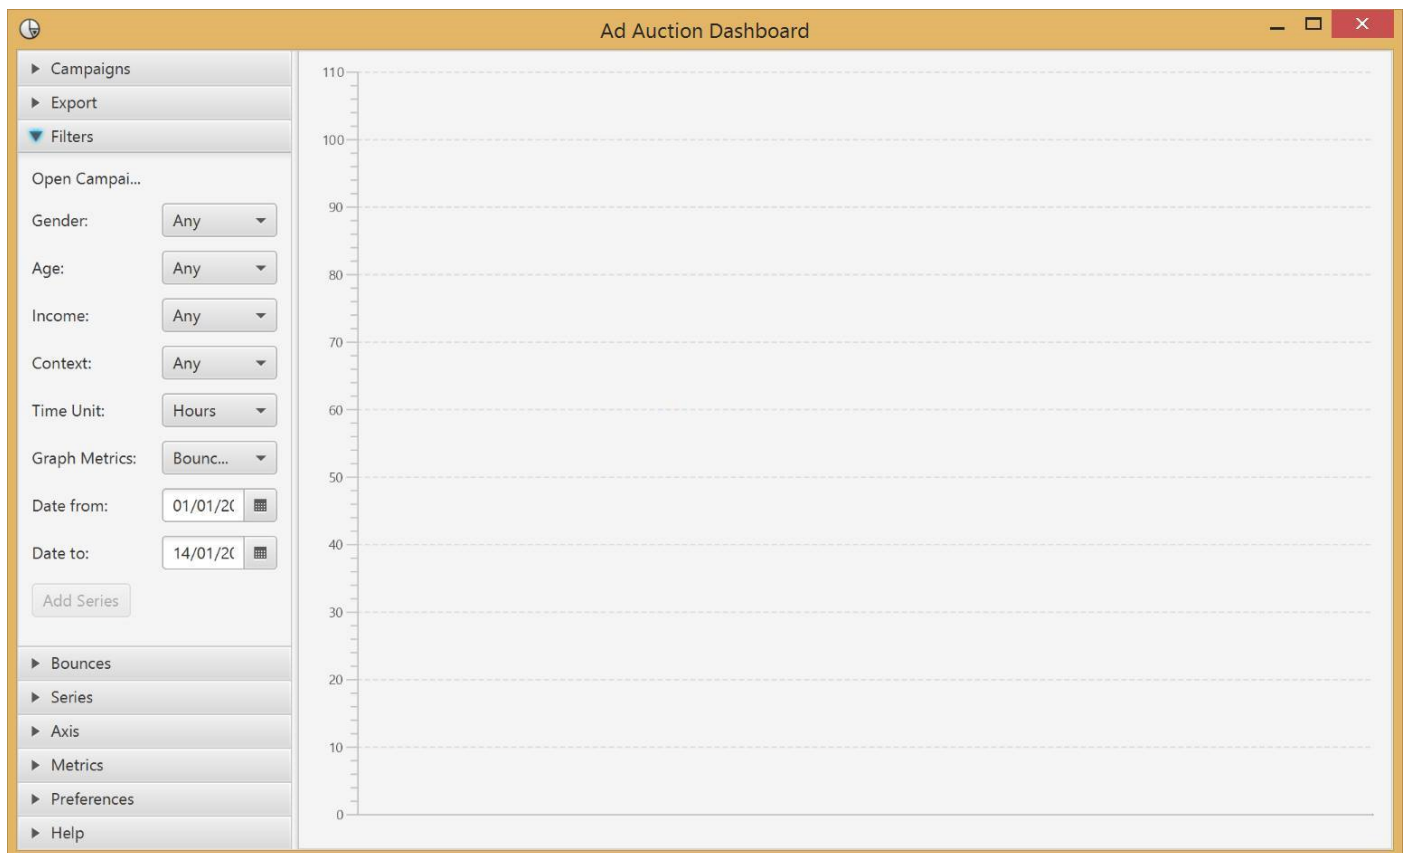 Ad Auction Dashboard
Campaigns
Export
Filters
Open Campai...
Gender: Any
Age: Any
Income: Any
Context: Any
Time Unit: Hours
Graph Metrics: Bounc...
Date from: 01/01/20
Date to: 14/01/20
Add Series
Bounces
Series
Axis
Metrics
Preferences
Help
110
100
90
80
70
60
50
40
30
20
10
0